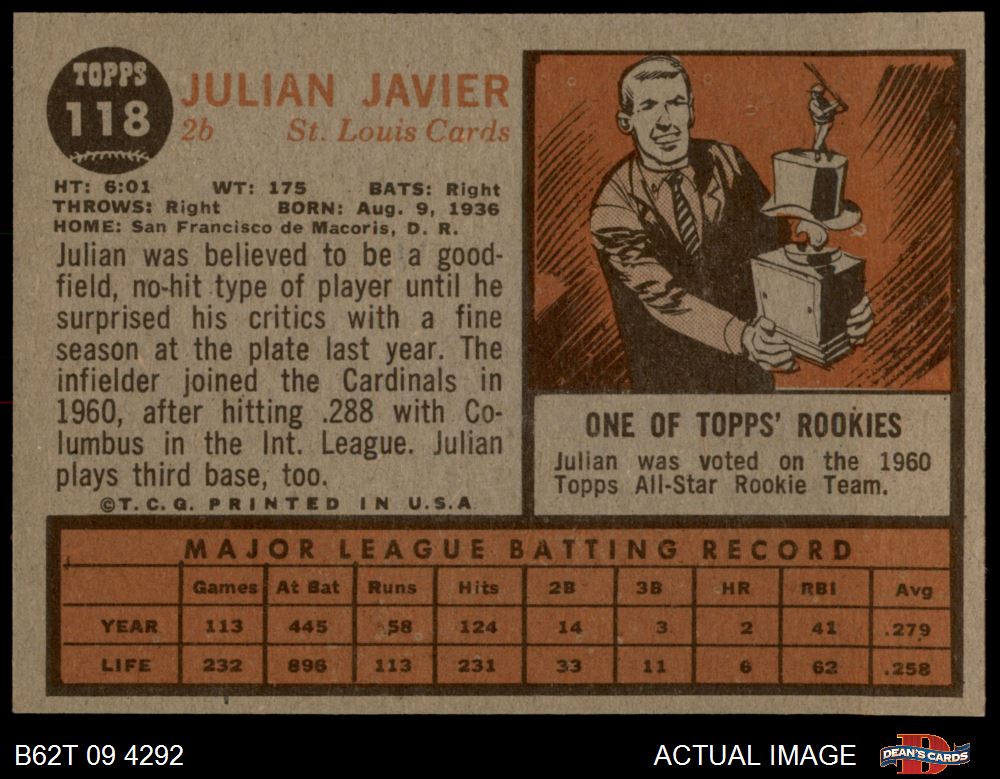 TOPPS
118
JULIAN JAVIER
2b St. Louis Cards
HT: 6:01 WT: 175 BATS: Right
THROWS: Right BORN: Aug. 9, 1936
HOME: San Francisco de Macoris, D. R.
Julian was believed to be a good-
field, no-hit type of player until he
surprised his critics with a fine
season at the plate last year. The
infielder joined the Cardinals in
1960, after hitting .288 with Co-
lumbus in the Int. League. Julian
plays third base, too.
©T. C. G. PRINTED IN U.S.A
ONE OF TOPPS' ROOKIES
Julian was voted on the 1960
Topps All-Star Rookie Team.
MAJOR LEAGUE BATTING RECORD
Games At Bat Runs Hits 2B 3B HR RBI Avg
YEAR 113 445 58 124 14 3 2 41 .279
LIFE 232 896 113 231 33 11 6 62 .258
B62T 09 4292 ACTUAL IMAGE DEAN'S CARDS